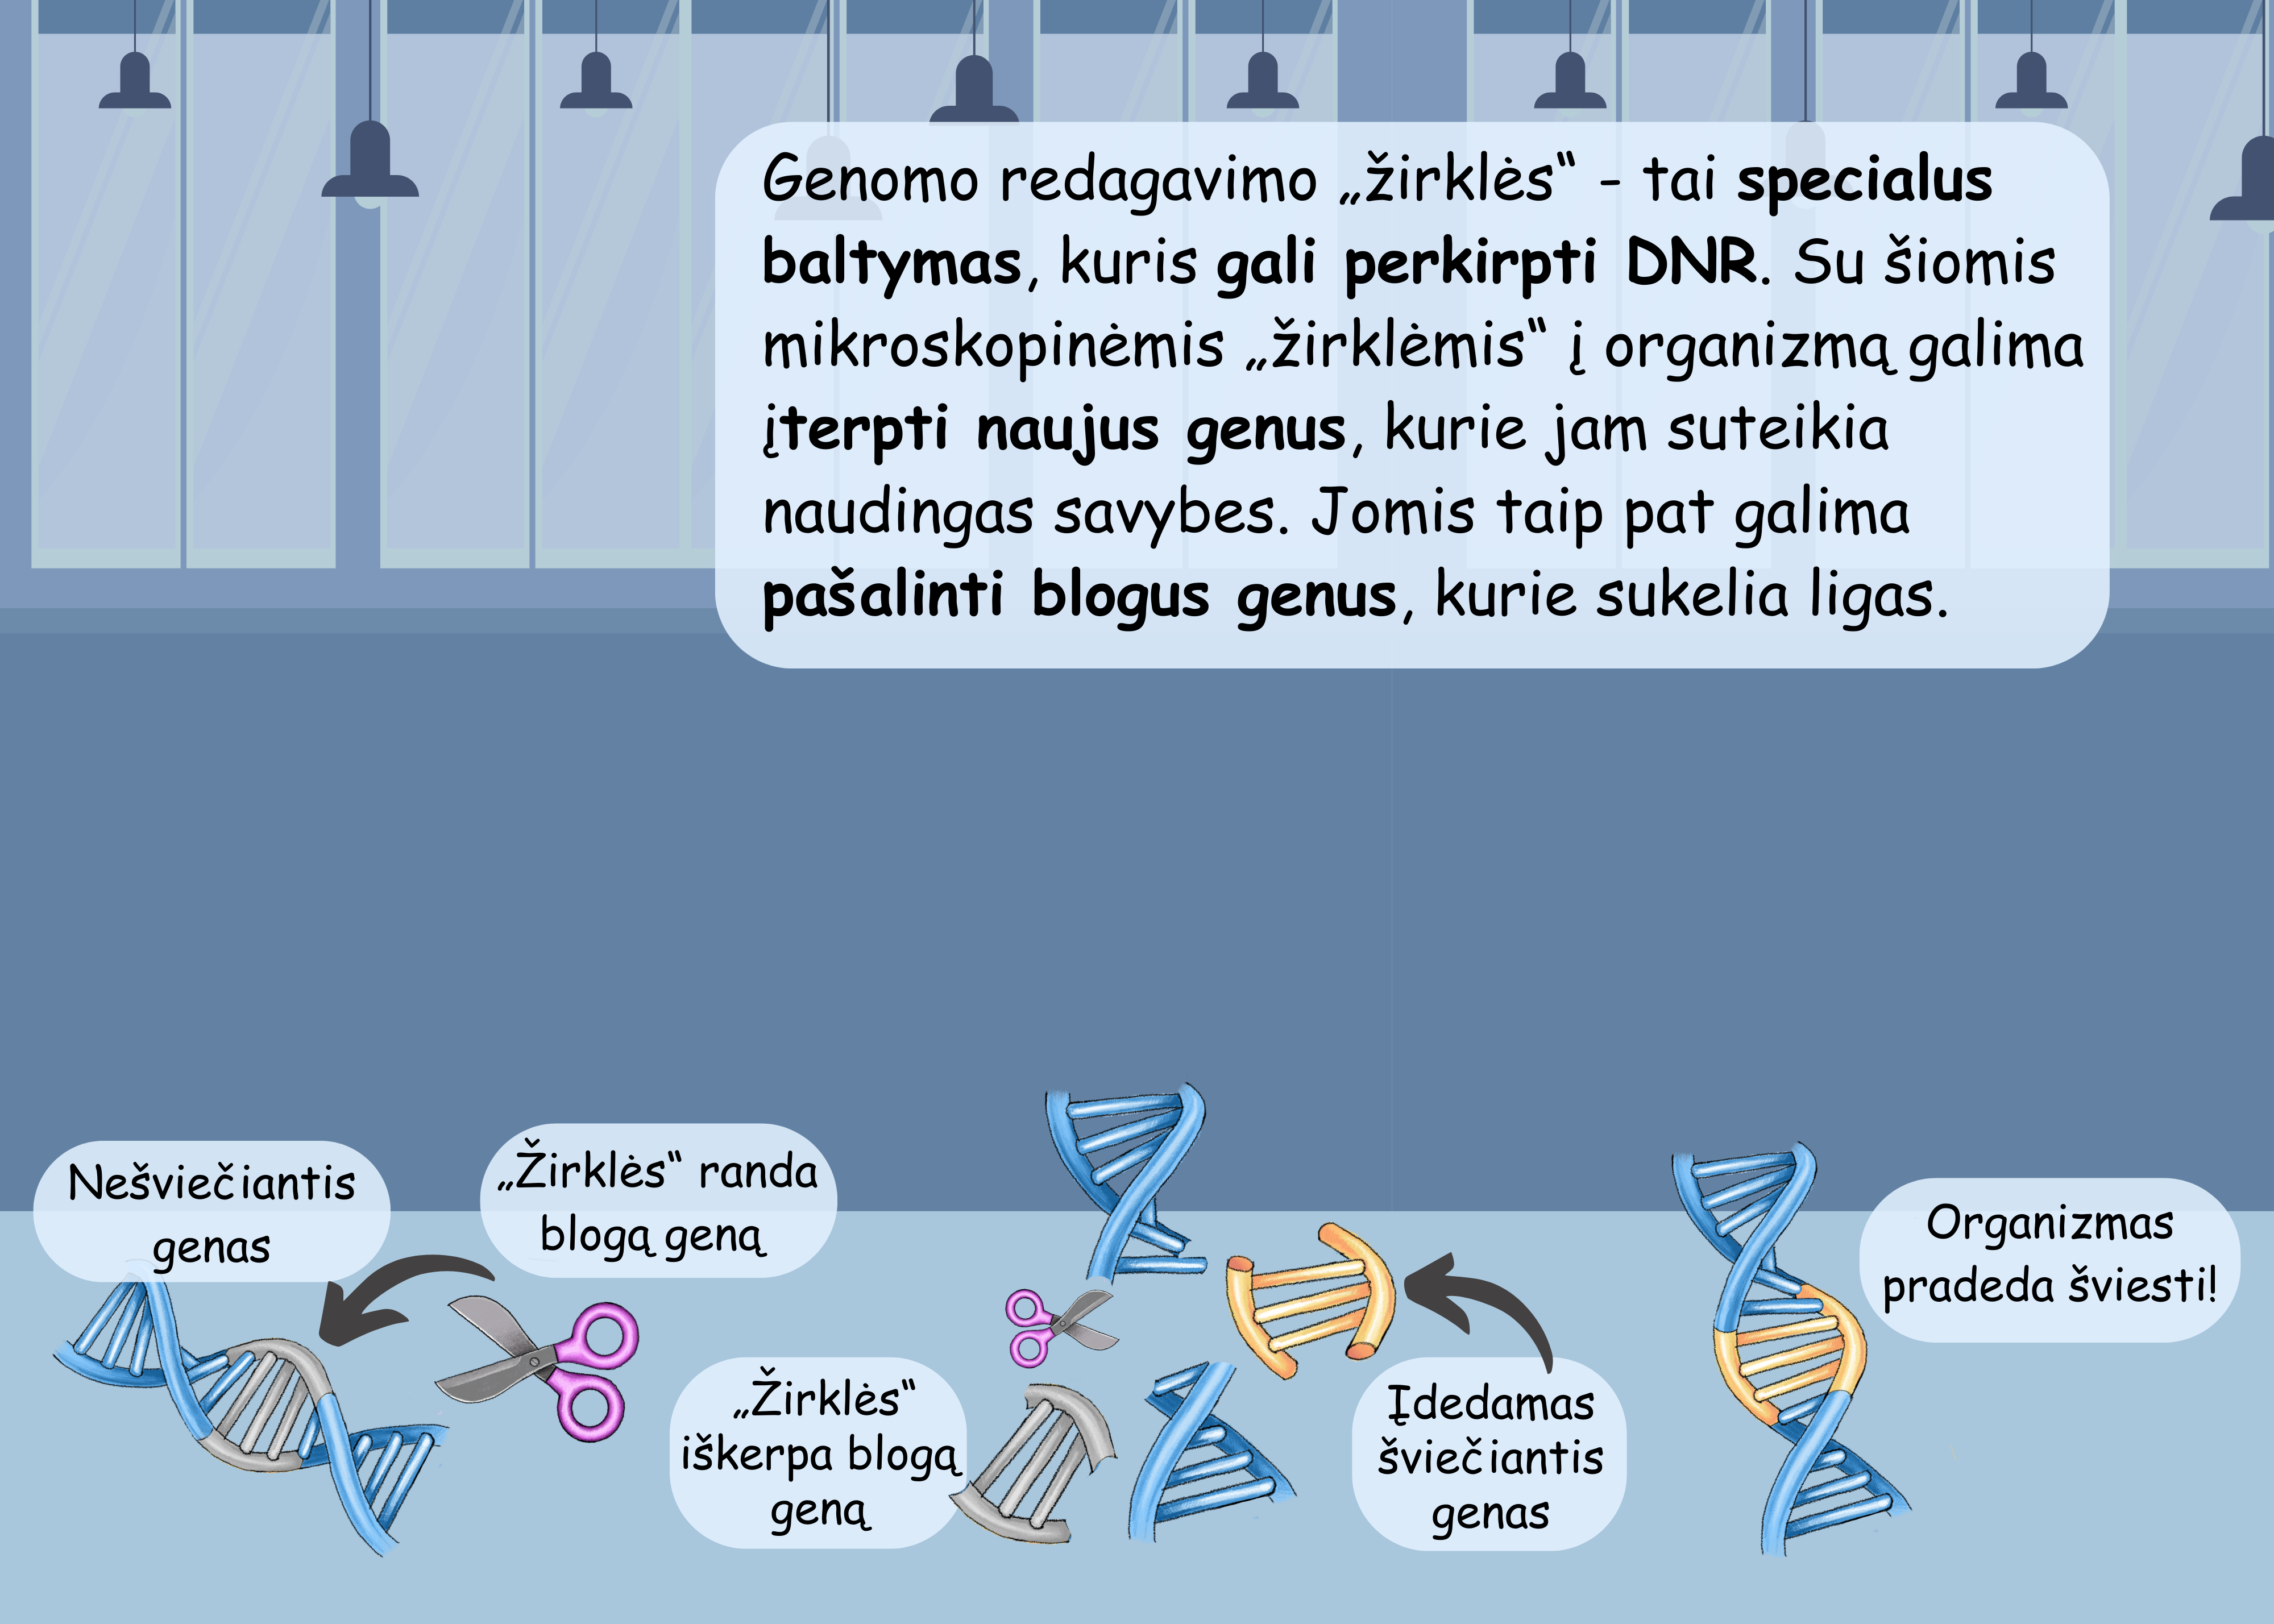 Genomo redagavimo „žirklės“ - tai specialus
baltymas, kuris gali perkirpti DNR. Su šiomis
mikroskopinėmis „žirklėmis“ į organizmą galima
įterpti naujus genus, kurie jam suteikia
naudingas savybes. Jomis taip pat galima
pašalinti blogus genus, kurie sukelia ligas.
Nešviečiantis
genas
„Žirklės“ randa
blogą geną
„Žirklės“
iškerpa blogą
geną
Įdedamas
šviečiantis
genas
Organizmas
pradeda šviesti!